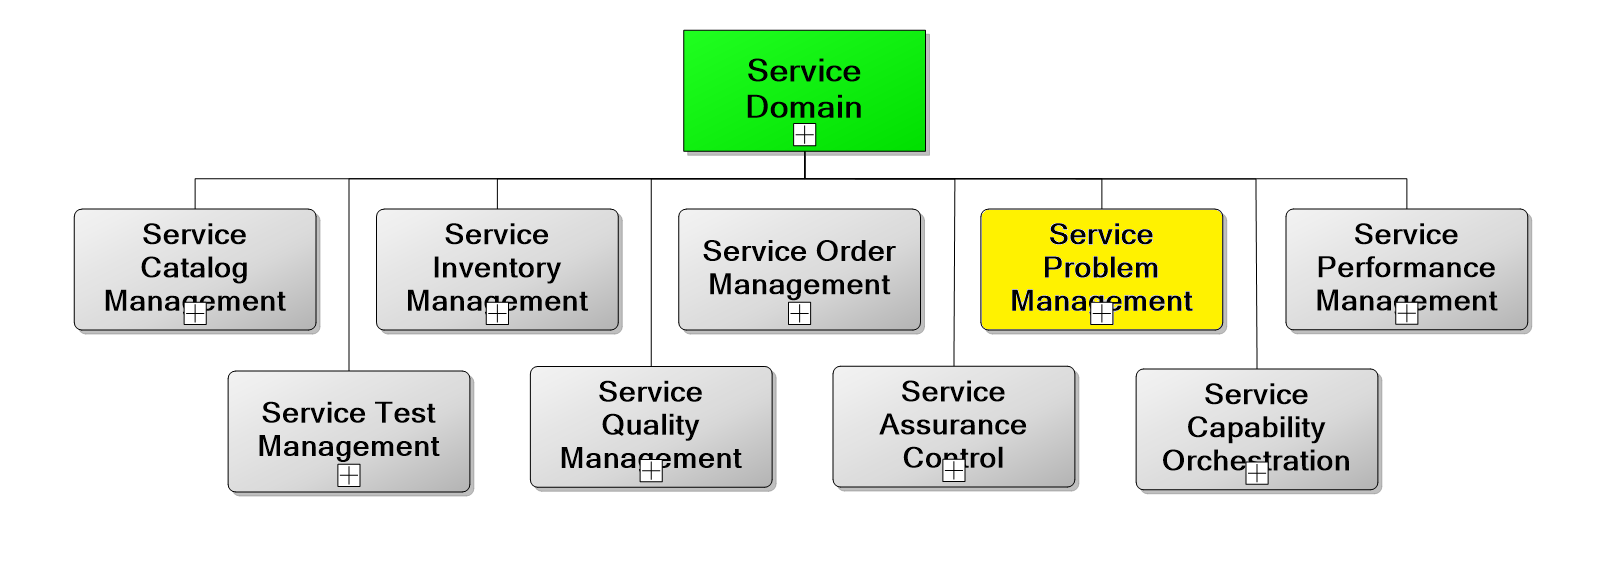 Service
Domain
Service
Catalog
Management
Service
Inventory
Management
Service Order
Management
Service
Problem
Management
Service
Performance
Management
Service Test
Management
Service
Quality
Management
Service
Assurance
Control
Service
Capability
Orchestration